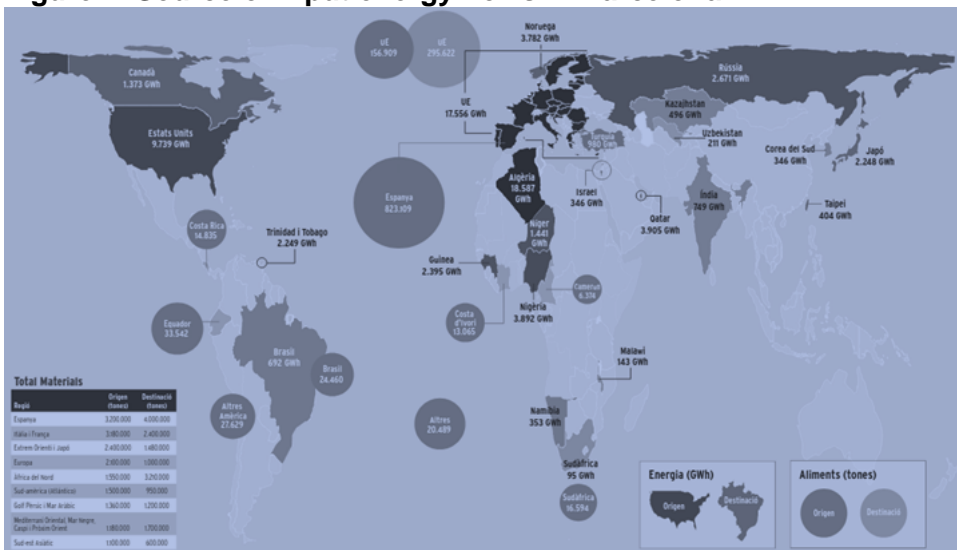 Norvega
3.782 GWh
UE
156.909
UE
295.622
Canadà
1.373 GWh
Rússia
2.671 GWh
UE
17.556 GWh
Kazajhstan
496 GWh
Estats Units
9.739 GWh
Uzbekistan
211 GWh
Turquia
980 GWh
Corea del Sud
346 GWh
Japó
2.248 GWh
Algèria
18.587
GWh
Espanya
823.109
Israel
346 GWh
Índia
749 GWh
Taipei
404 GWh
Qatar
3.905 GWh
Níger
1.441
GWh
Costa Rica
14.835
Trinidad i Tobago
2.249 GWh
Guinea
2.395 GWh
Camerun
6.374
Nigèria
3.892 GWh
Costa
d'Ivori
13.065
Equador
33.542
Malawi
143 GWh
Brasil
692 GWh
Brasil
24.460
Altres
Amèrica
27.629
Altres
20.489
Namíbia
353 GWh
Sudàfrica
95 GWh
Sudàfrica
16.594
Total Materials
Regió Origen (tones) Destinació (tones)
Espanya 3.200.000 4.000.000
Itàlia i França 3.180.000 2.400.000
Extrem Orient i Japó 2.400.000 1.480.000
Europa 2.100.000 1.000.000
Àfrica del Nord 1.550.000 3.210.000
Sud-amèrica (Atlàntic) 1.500.000 950.000
Golf Pèrsic i Mar Aràbic 1.360.000 1.200.000
Mediterrani Oriental, Mar Negre,
Caspi i Pròxim Orient 1.180.000 1.700.000
Sud-est Asiàtic 1.100.000 600.000
Energia (GWh)
Origen
Destinació
Aliments (tones)
Origen
Destinació